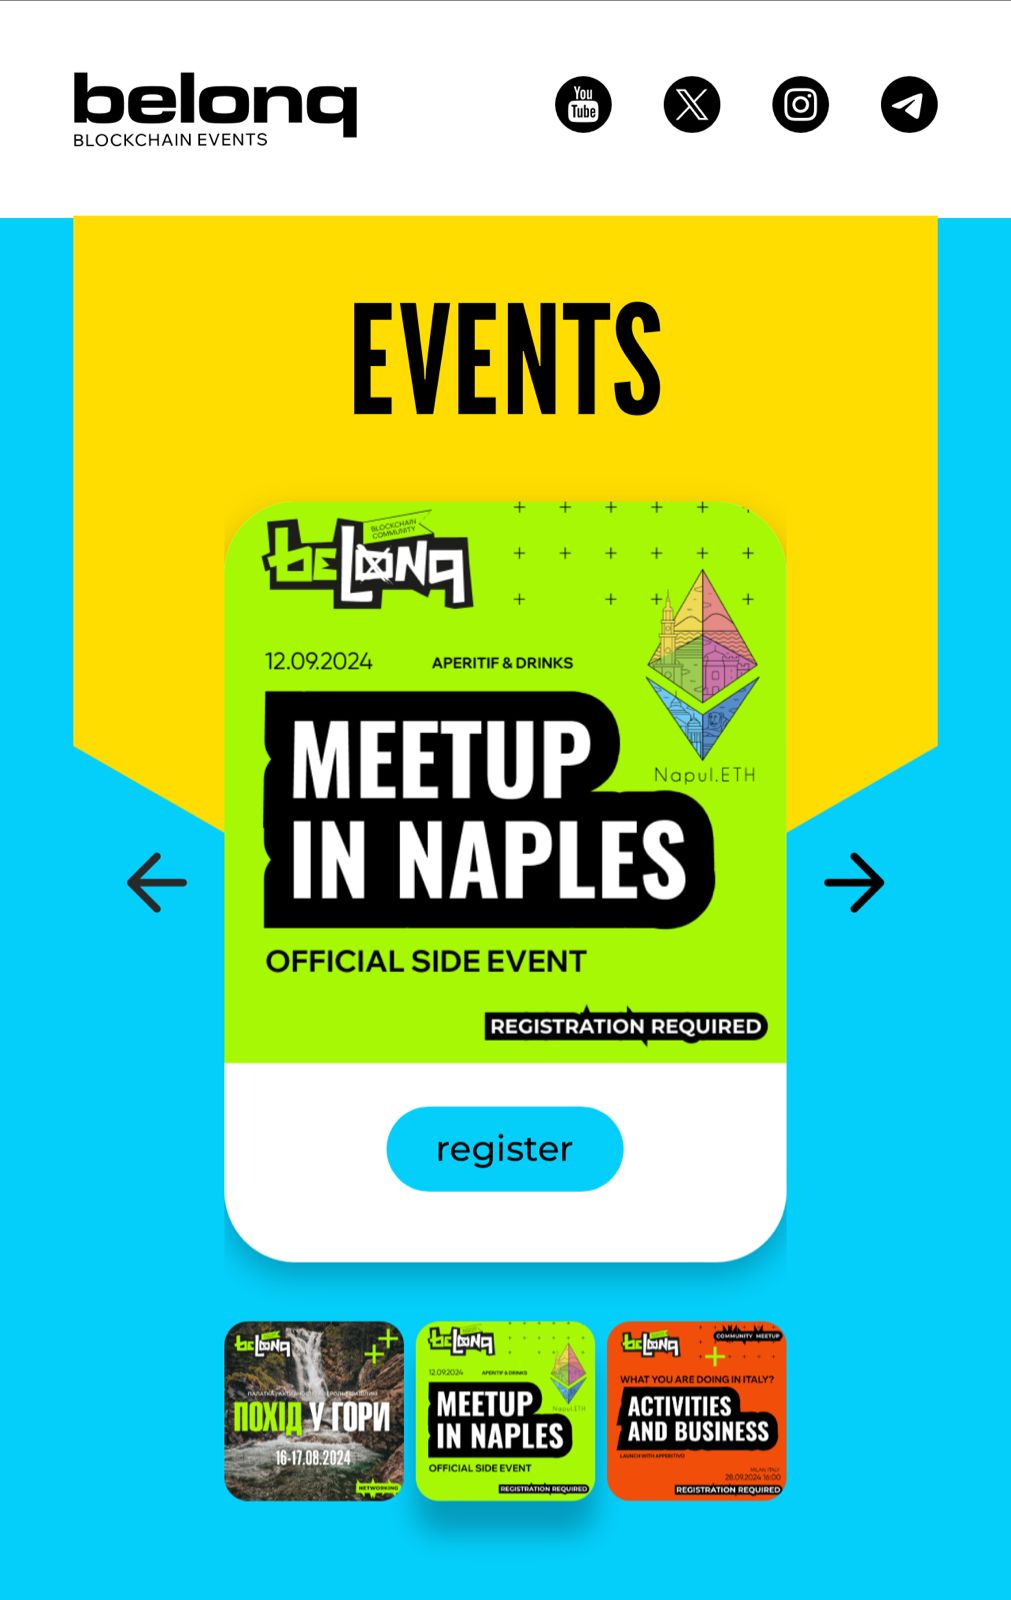 belonq
BLOCKCHAIN EVENTS
You
Tube
EVENTS
beLONq
BLOCKCHAIN
COMMUNITY
12.09.2024
APERITIF & DRINKS
MEETUP
IN NAPLES
Napul.ETH
OFFICIAL SIDE EVENT
REGISTRATION REQUIRED
register
beLONq
ПОХІД У ГОРИ
16-17.08.2024
NETWORKING
beLONq
12.09.2024
APERITIF & DRINKS
MEETUP
IN NAPLES
Napul.ETH
OFFICIAL SIDE EVENT
REGISTRATION REQUIRED
beLONq
COMMUNITY MEETUP
WHAT YOU ARE DOING IN ITALY?
ACTIVITIES
AND BUSINESS
LAUNCH WITH APPERITIVO
MILAN ITALY
28.09.2024 16:00
REGISTRATION REQUIRED